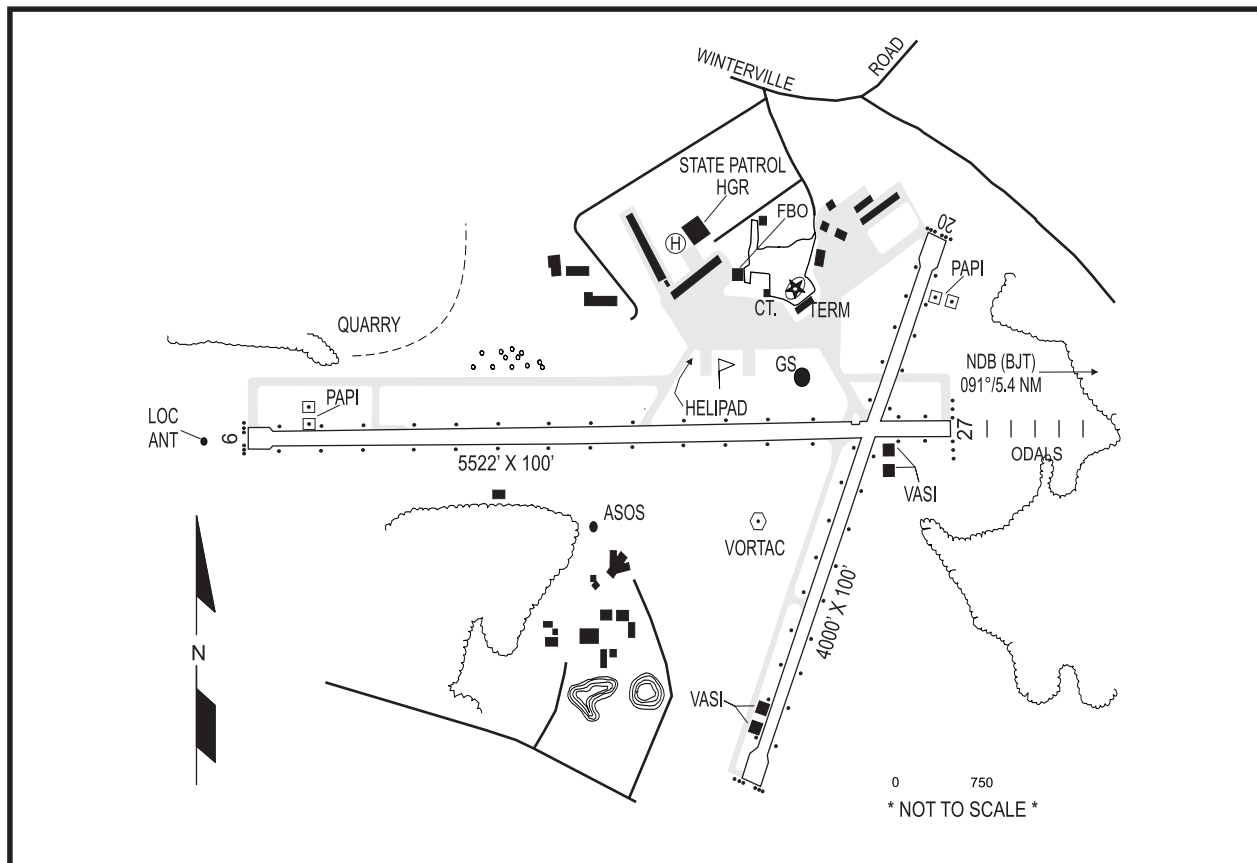 WINTERVILLE
ROAD
STATE PATROL
HGR
FBO
H
20
PAPI
CT.
TERM
QUARRY
NDB (BJT)
091°/5.4 NM
GS
PAPI
HELIPAD
LOC
ANT
9
27
ODALS
5522' X 100'
VASI
ASOS
VORTAC
4000' X 100'
N
VASI
0 750
* NOT TO SCALE *